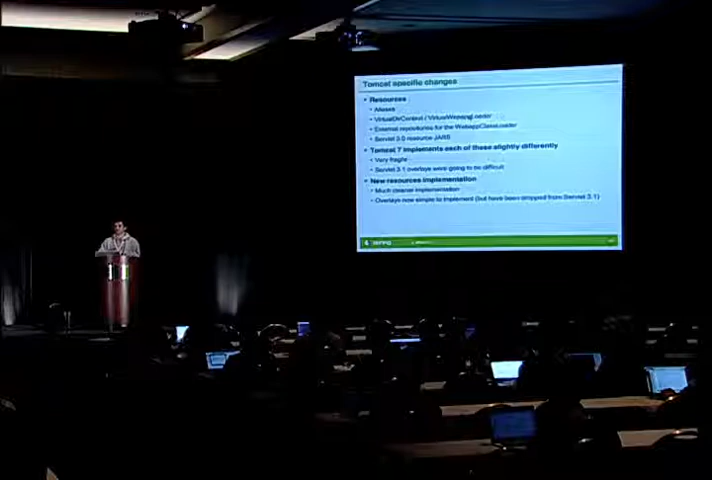 Tomcat specific changes
• Resources
• Aliases
• VirtualDirContext / VirtualWebappLoader
• External repositories for the WebappClassLoader
• Servlet 3.0 resource JARS
• Tomcat 7 implements each of these slightly differently
• Very fragile
• Servlet 3.1 overlays were going to be difficult
• New resources implementation
• Much cleaner implementation
• Overlays now simple to implement (but have been dropped from Servlet 3.1)